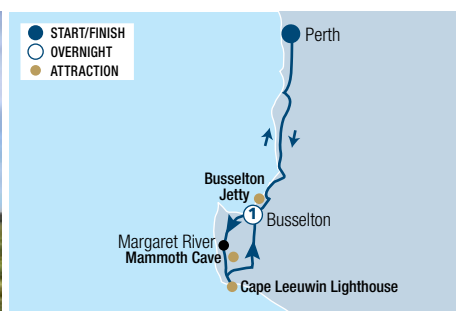 START/FINISH
OVERNIGHT
ATTRACTION
Perth
Busselton
Jetty
1
Busselton
Margaret River
Mammoth Cave
Cape Leeuwin Lighthouse